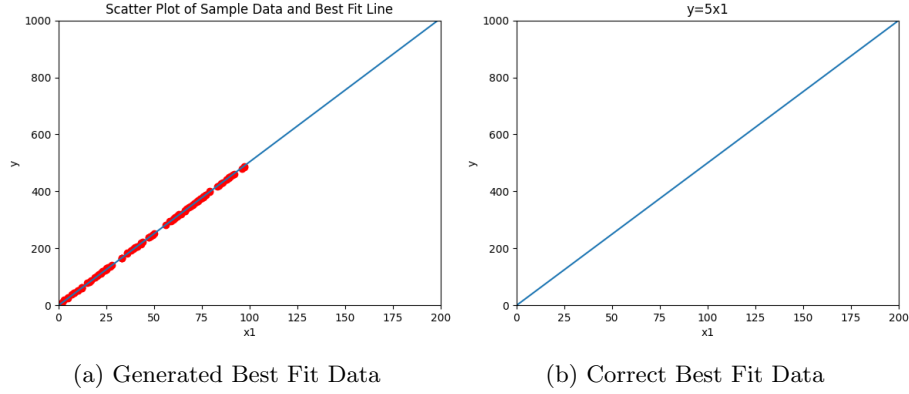 Scatter Plot of Sample Data and Best Fit Line
1000
800
600
400
200
0
y
0 25 50 75 100 125 150 175 200
x1
(a) Generated Best Fit Data
y=5x1
1000
800
600
400
200
0
y
0 25 50 75 100 125 150 175 200
x1
(b) Correct Best Fit Data